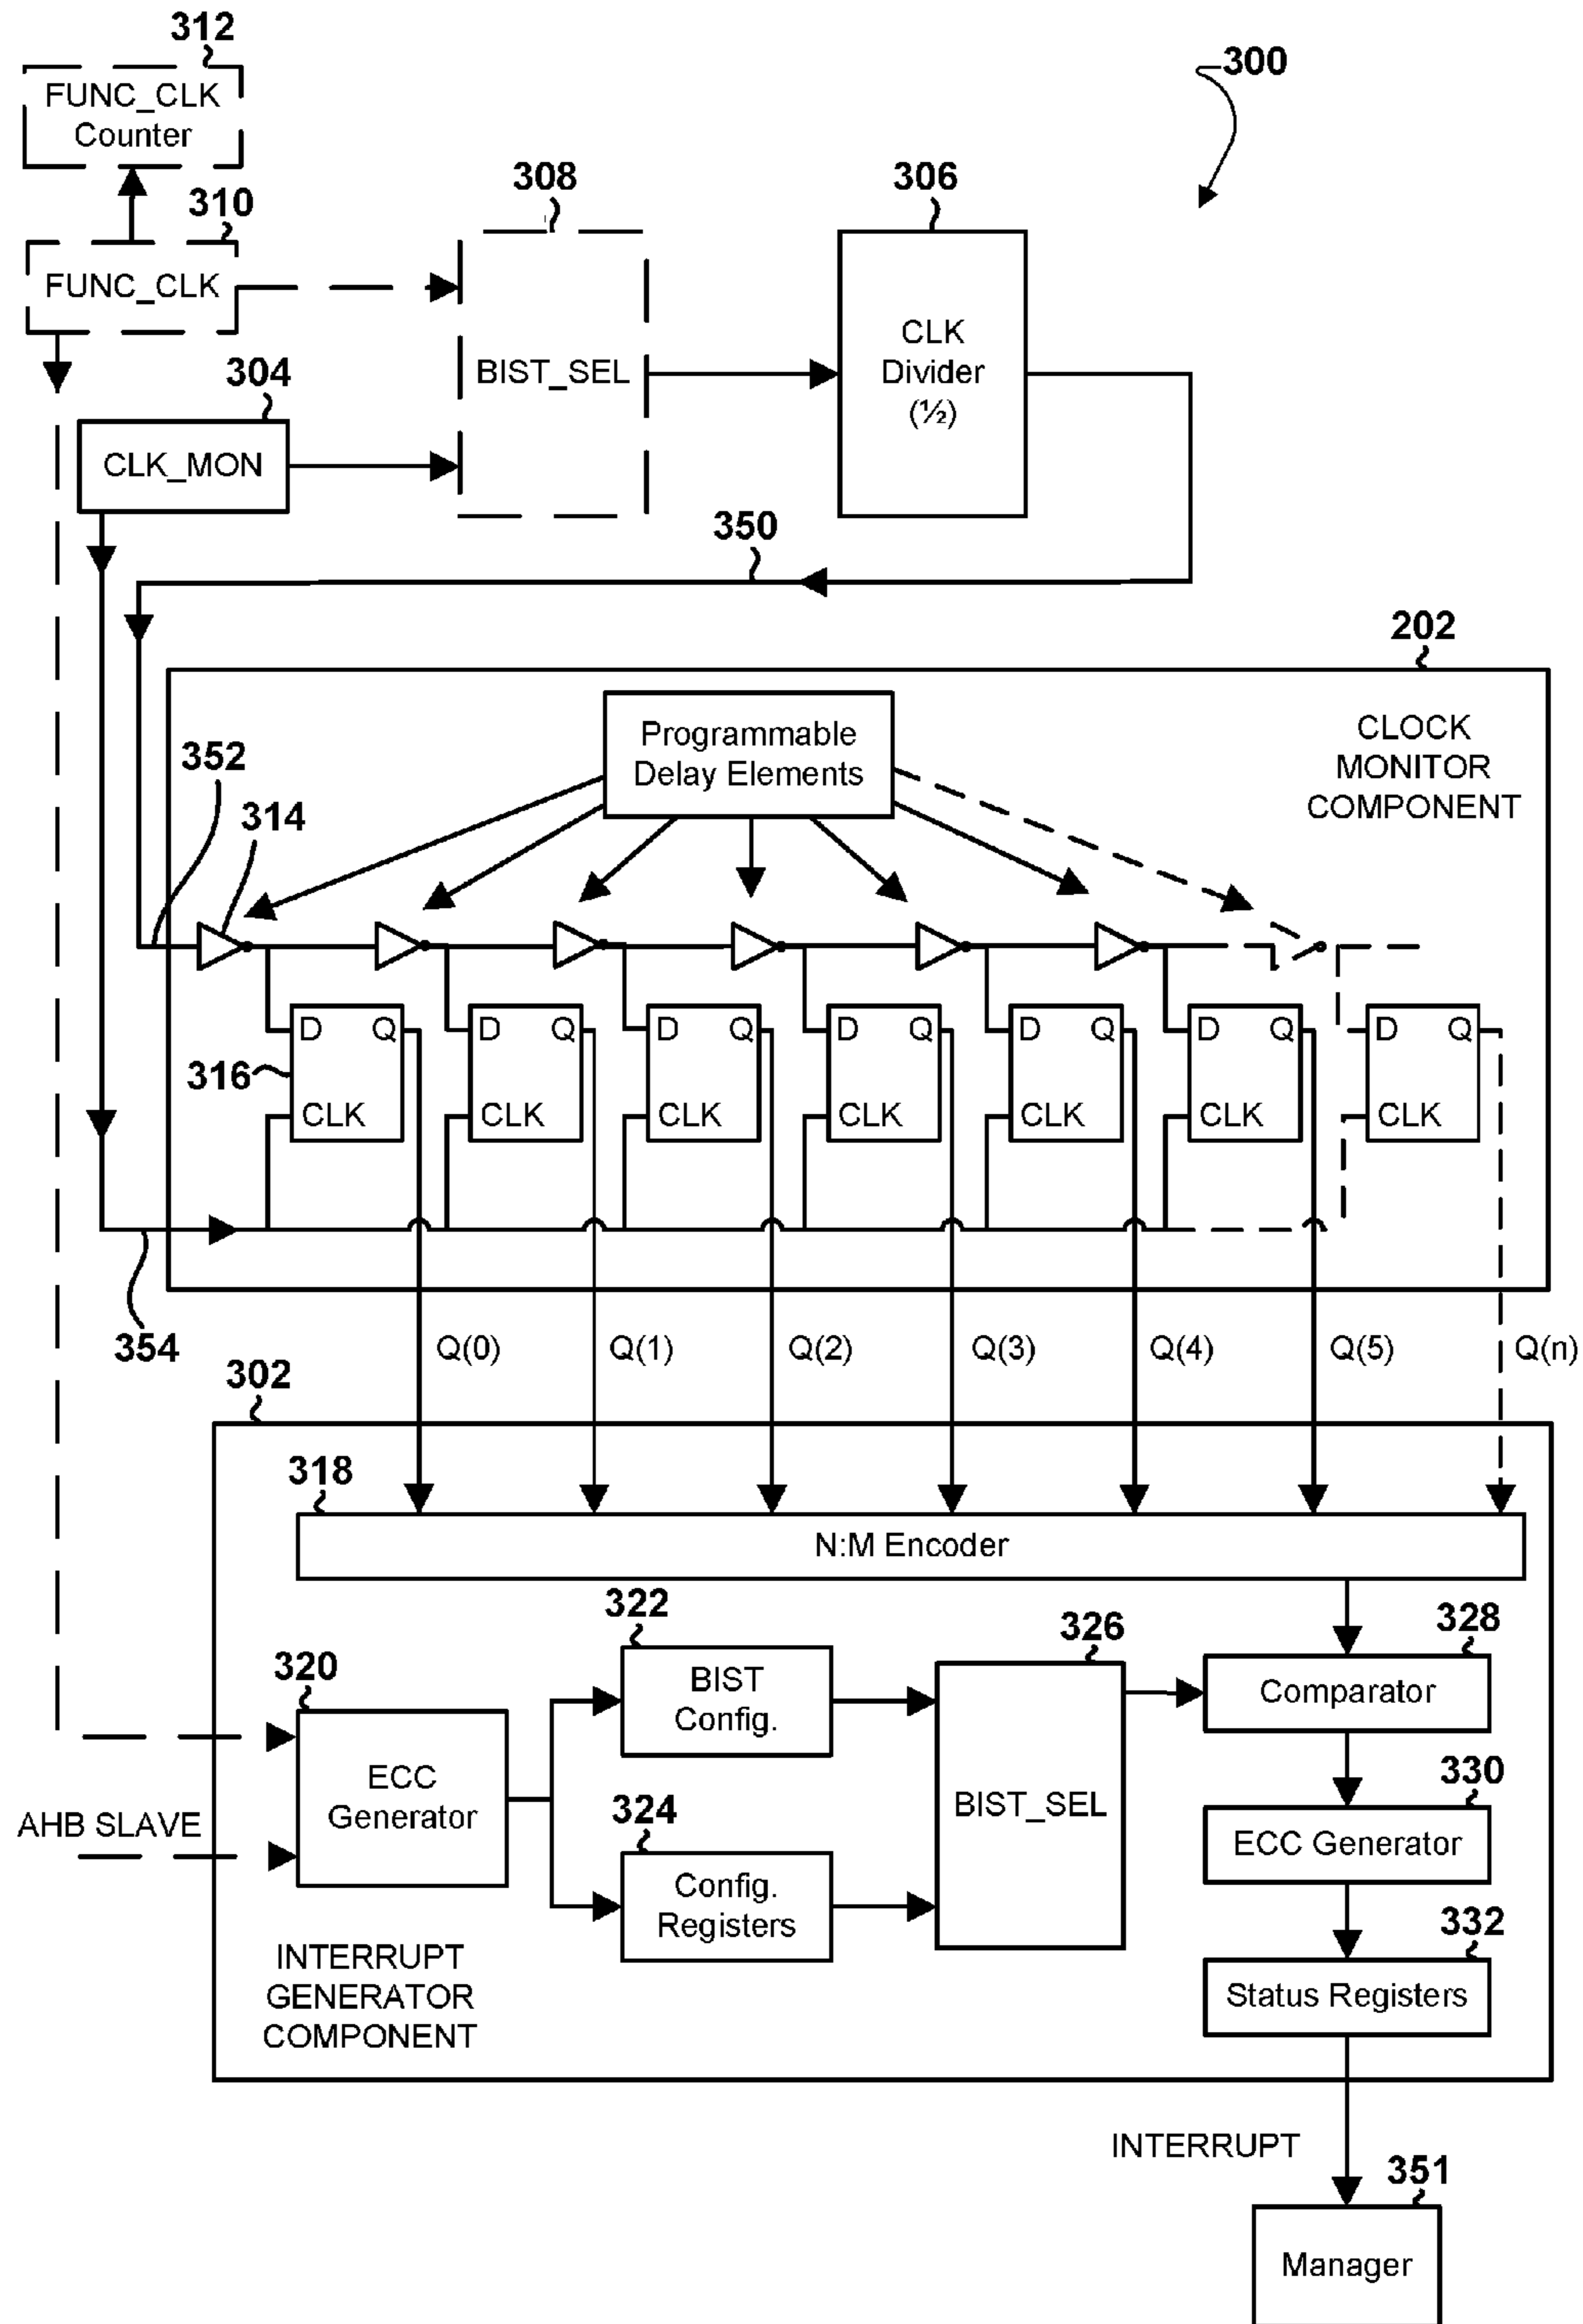 312
FUNC_CLK
Counter
300
310
FUNC_CLK
308
BIST_SEL
306
CLK
Divider
(½)
304
CLK_MON
350
202
Programmable
Delay Elements
CLOCK
MONITOR
COMPONENT
352
314
D Q
CLK
D Q
CLK
D Q
CLK
D Q
CLK
D Q
CLK
D Q
CLK
D Q
CLK
316
354
Q(0)
Q(1)
Q(2)
Q(3)
Q(4)
Q(5)
Q(n)
302
318
N:M Encoder
320
ECC
Generator
322
BIST
Config.
324
Config.
Registers
326
BIST_SEL
328
Comparator
330
ECC Generator
332
Status Registers
AHB SLAVE
INTERRUPT
GENERATOR
COMPONENT
INTERRUPT
351
Manager